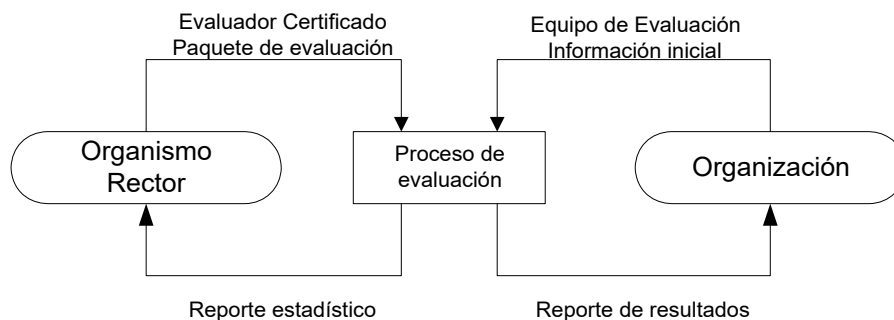 Evaluador Certificado
Paquete de evaluación
Equipo de Evaluación
Información inicial
Organismo
Rector
Proceso de
evaluación
Organización
Reporte estadístico
Reporte de resultados